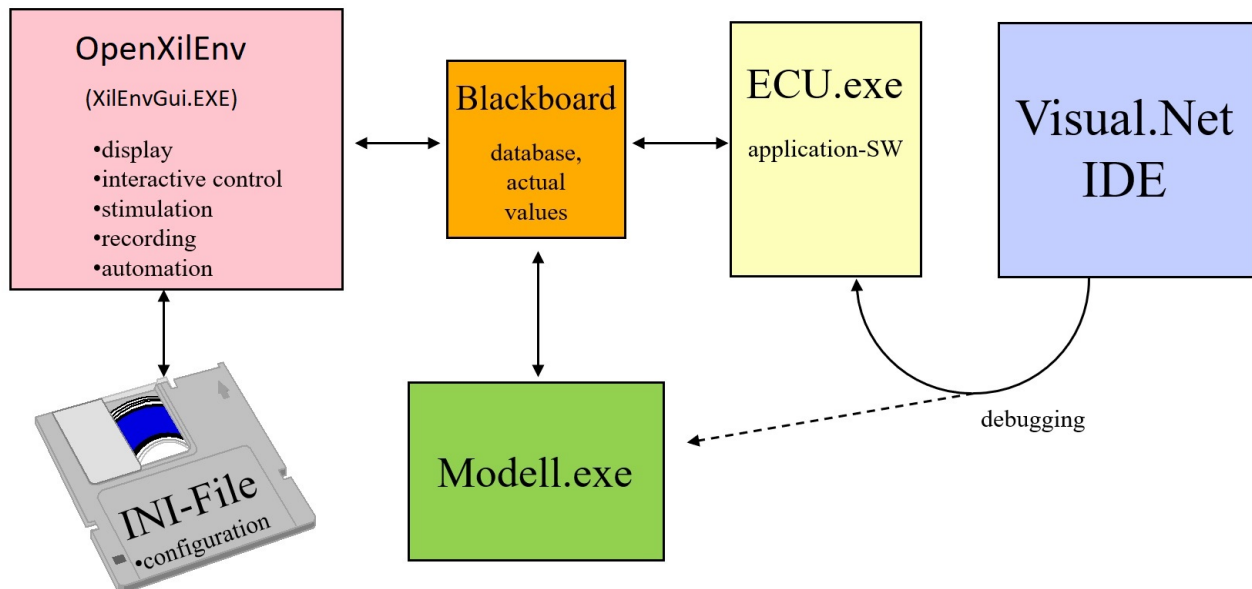 OpenXilEnv
(XilEnvGui.EXE)
•display
•interactive control
•stimulation
•recording
•automation
Blackboard
database,
actual
values
ECU.exe
application-SW
Visual.Net
IDE
INI-File
•configuration
Modell.exe
debugging